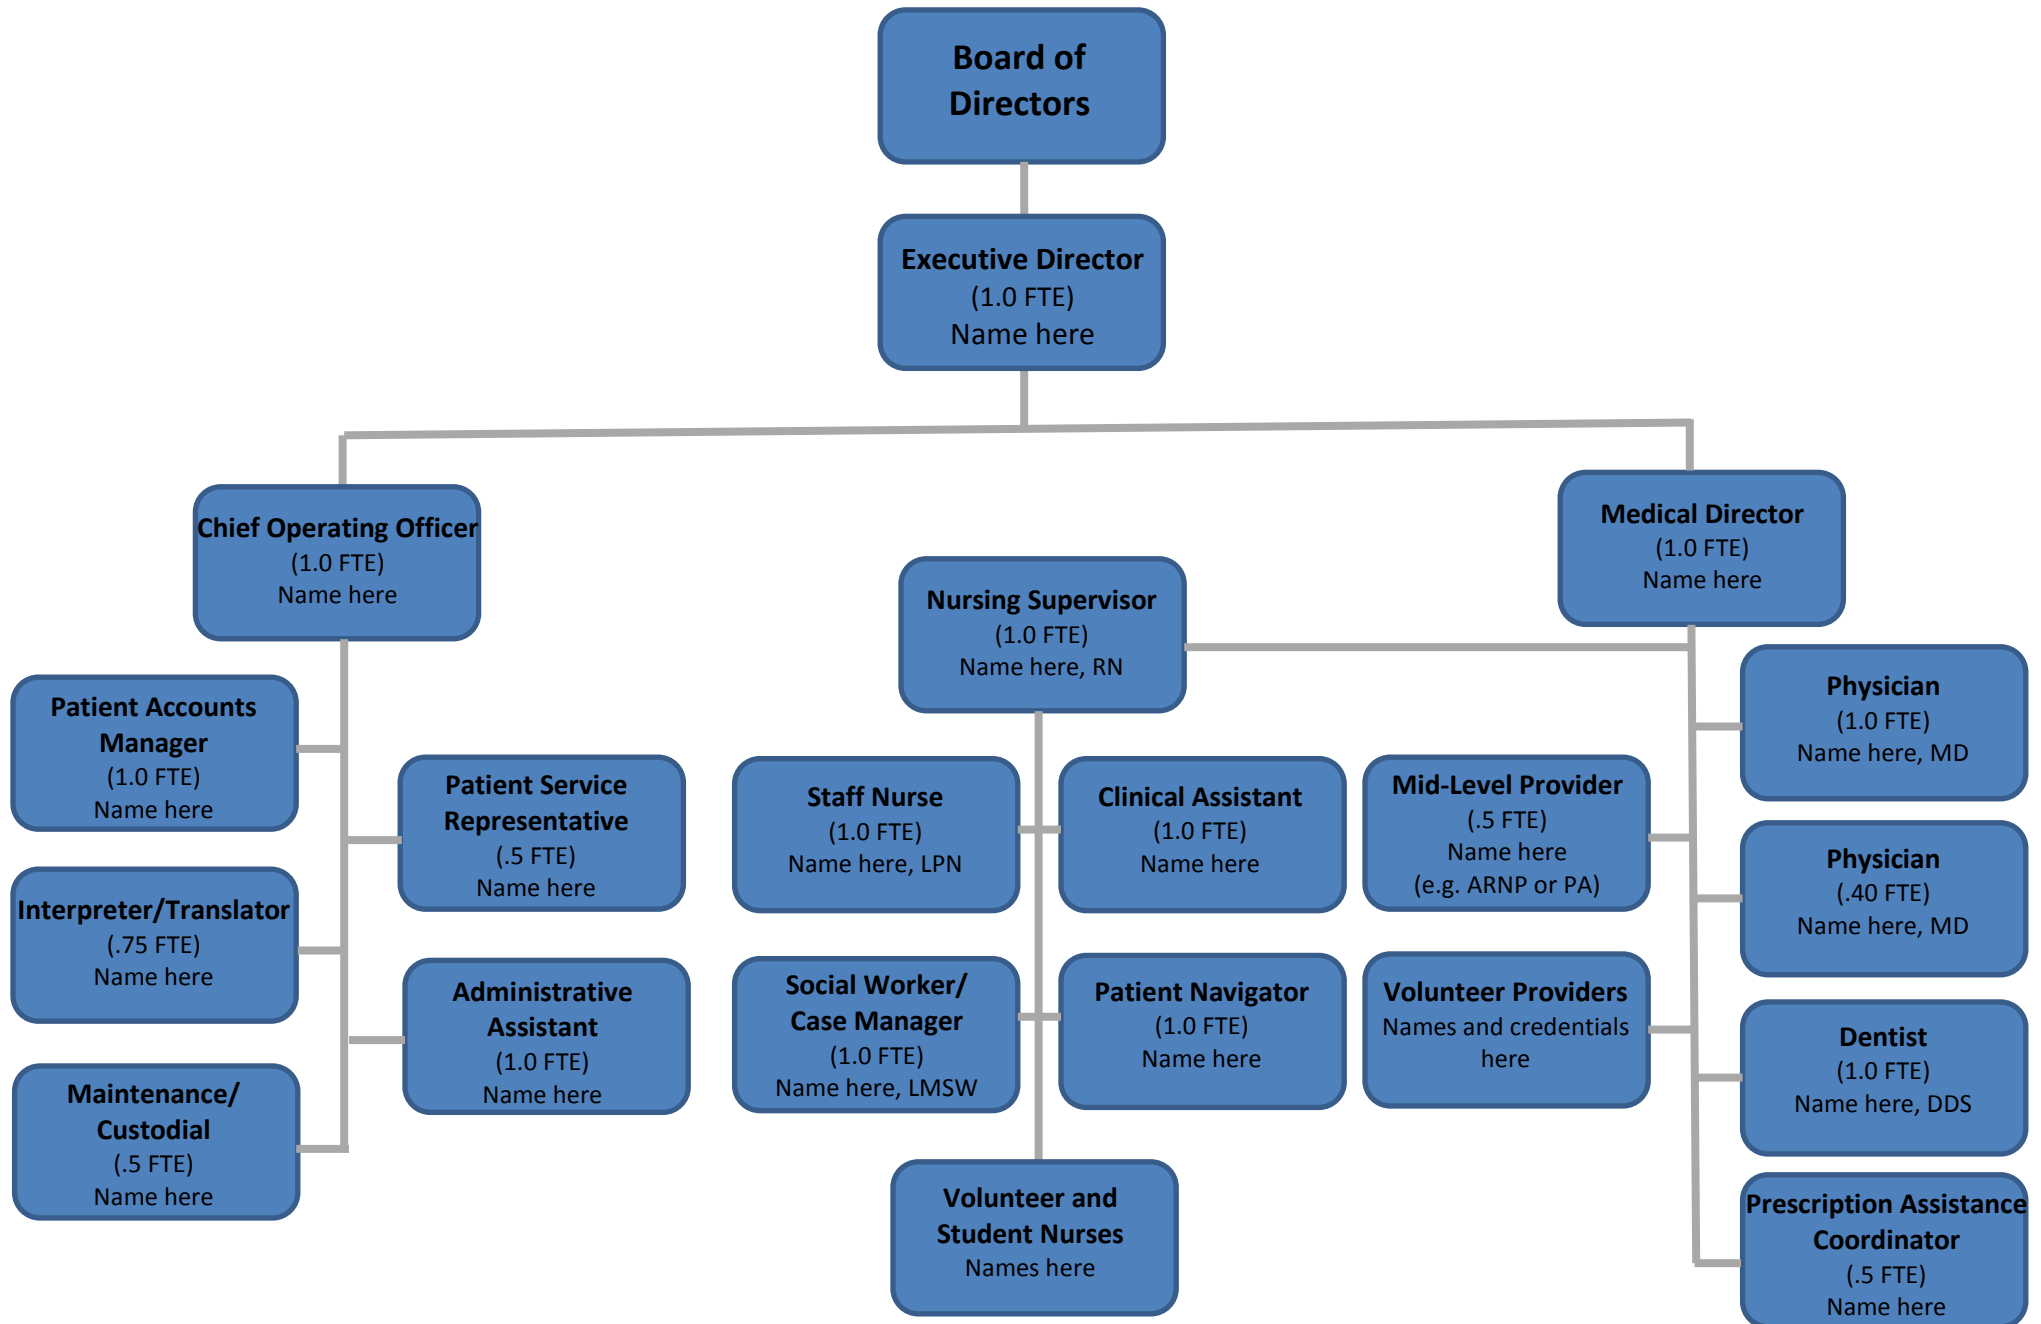 Board of
Directors
Executive Director
(1.0 FTE)
Name here
Chief Operating Officer
(1.0 FTE)
Name here
Medical Director
(1.0 FTE)
Name here
Nursing Supervisor
(1.0 FTE)
Name here, RN
Patient Accounts
Manager
(1.0 FTE)
Name here
Patient Service
Representative
(.5 FTE)
Name here
Interpreter/Translator
(.75 FTE)
Name here
Administrative
Assistant
(1.0 FTE)
Name here
Maintenance/
Custodial
(.5 FTE)
Name here
Staff Nurse
(1.0 FTE)
Name here, LPN
Clinical Assistant
(1.0 FTE)
Name here
Social Worker/
Case Manager
(1.0 FTE)
Name here, LMSW
Patient Navigator
(1.0 FTE)
Name here
Volunteer and
Student Nurses
Names here
Mid-Level Provider
(.5 FTE)
Name here
(e.g. ARNP or PA)
Volunteer Providers
Names and credentials
here
Physician
(1.0 FTE)
Name here, MD
Physician
(.40 FTE)
Name here, MD
Dentist
(1.0 FTE)
Name here, DDS
Prescription Assistance
Coordinator
(.5 FTE)
Name here